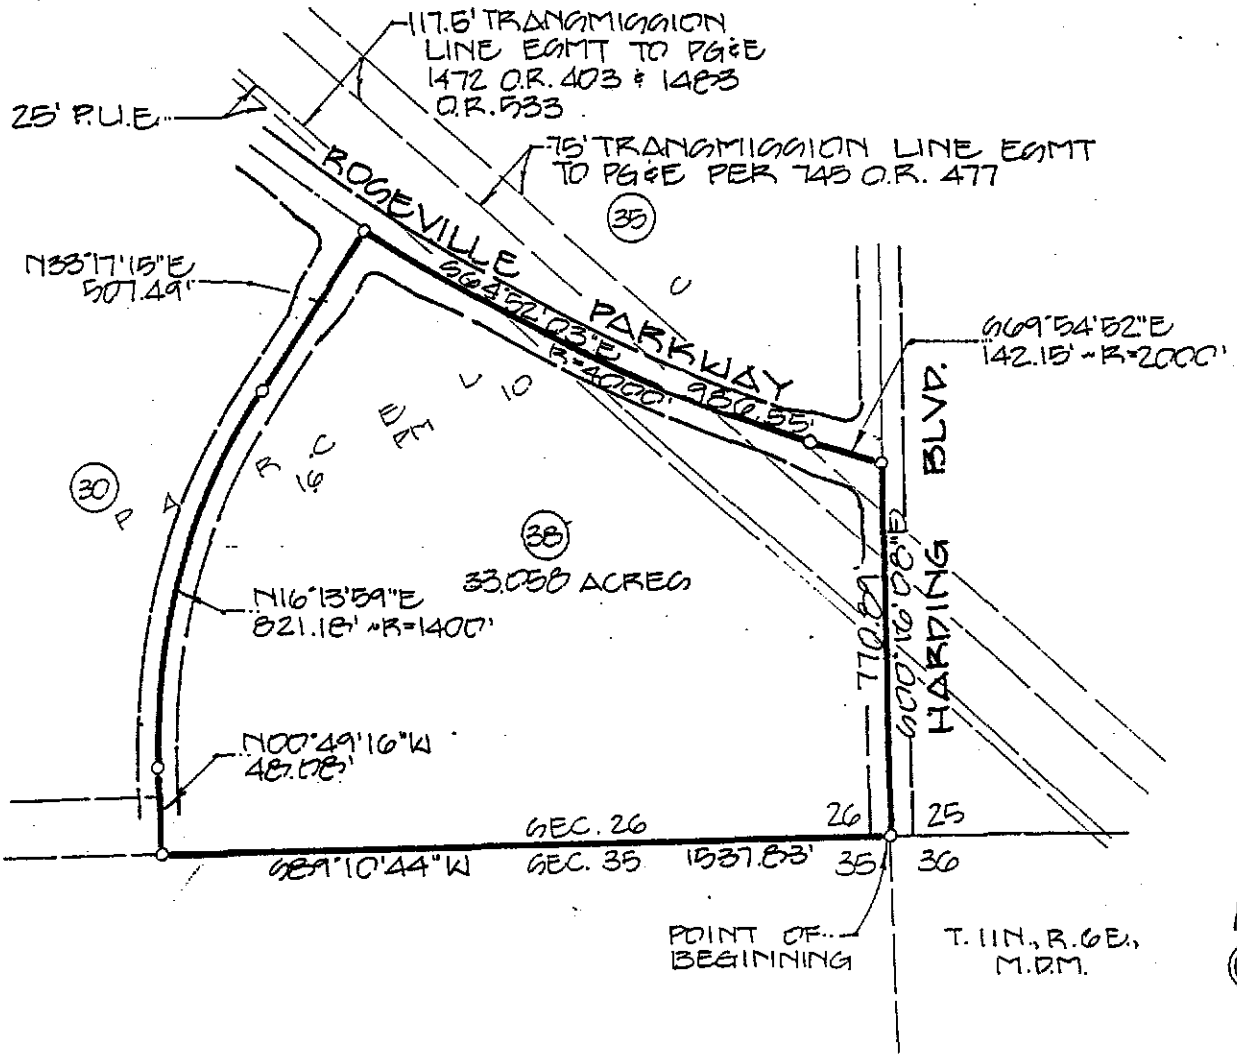 117.5' TRANSMISSION
LINE ESMT TO PG&E
1472 O.R. 403 & 1483
O.R. 533
25' P.U.E.
75' TRANSMISSION LINE ESMT
TO PG&E PER 745 O.R. 477
35
ROSEVILLE PARKWAY
N33°17'15"E
507.49'
S64°52'03"E
R=4000' 986.55'
S69°54'52"E
142.15' ~ R=2000'
HARDING BLVD.
30
38
33.058 ACRES
N16°13'59"E
821.18' ~ R=1400'
770.89'
S00°16'08"E
N00°49'16"W
SEC. 26
26
25
S89°10'44"W
SEC. 35
1537.83'
35
36
POINT OF
BEGINNING
T. 11N., R. 6E.,
M.D.M.